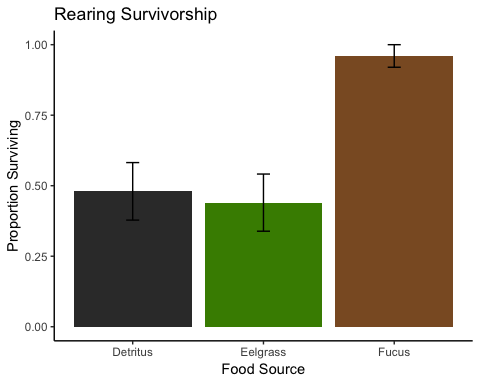 Rearing Survivorship
Proportion Surviving
1.00
0.75
0.50
0.25
0.00
Detritus
Eelgrass
Fucus
Food Source